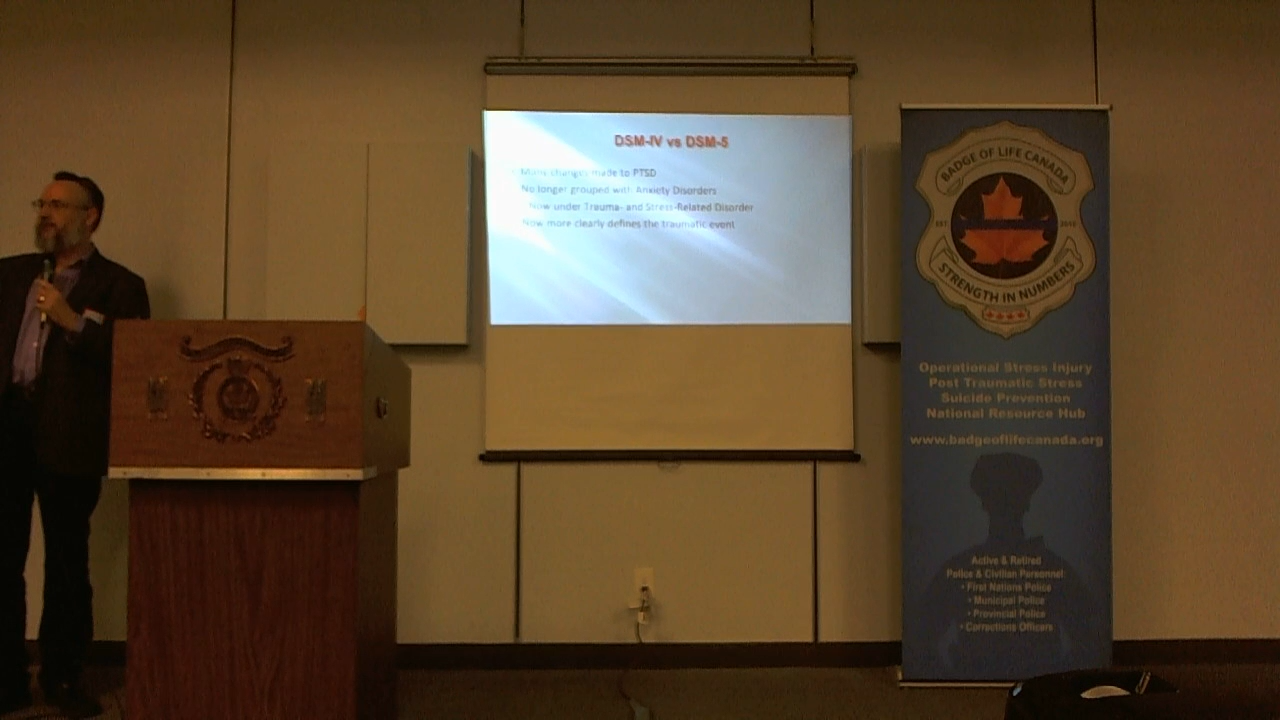 DSM-IV vs DSM-5
Many changes made to PTSD
No longer grouped with Anxiety Disorders
Now under Trauma- and Stress-Related Disorder
Now more clearly defines the traumatic event
BADGE OF LIFE CANADA
EST
STRENGTH IN NUMBERS
Operational Stress Injury
Post Traumatic Stress
Suicide Prevention
National Resource Hub
www.badgeoflifecanada.org
Active & Retired
Police & Civilian Personnel
• First Nations Police
• Municipal Police
• Provincial Police
• Corrections Officers